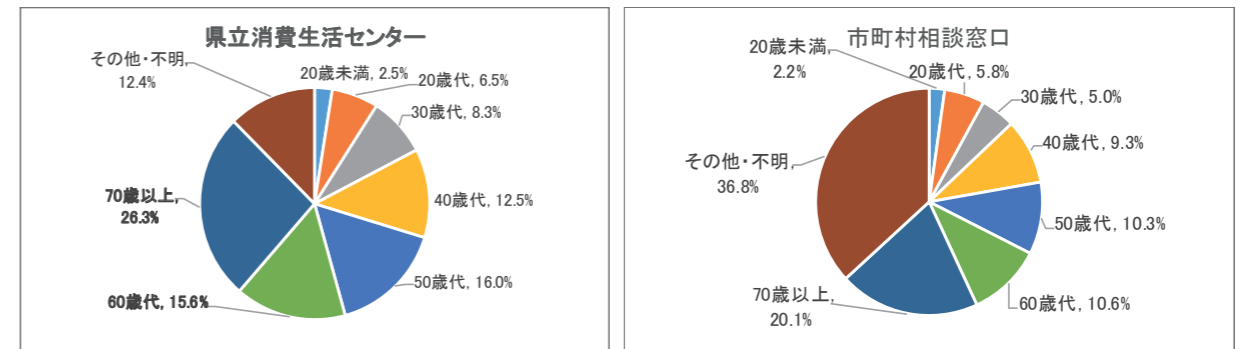 県立消費生活センター
20歳未満, 2.5%
20歳代, 6.5%
30歳代, 8.3%
40歳代, 12.5%
50歳代, 16.0%
60歳代, 15.6%
70歳以上,
26.3%
その他・不明,
12.4%
市町村相談窓口
20歳未満,
2.2%
20歳代, 5.8%
30歳代, 5.0%
40歳代, 9.3%
50歳代, 10.3%
60歳代, 10.6%
70歳以上,
20.1%
その他・不明,
36.8%